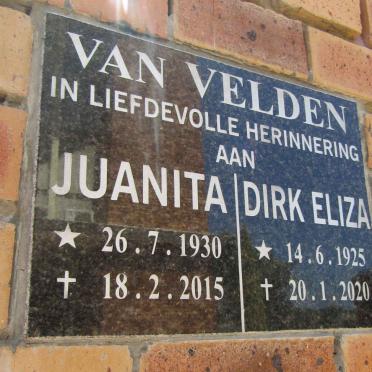 VAN VELDEN
IN LIEFDEVOLLE HERINNERING
AAN
JUANITA DIRK ELIZA
26.7.1930 14.6.1925
18.2.2015 20.1.2020